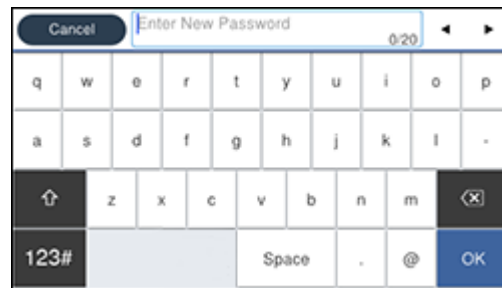 Cancel Enter New Password 0/20 ◄ ►
q w e r t y u i o p
a s d f g h j k l -
z x c v b n m
123# Space . @ OK